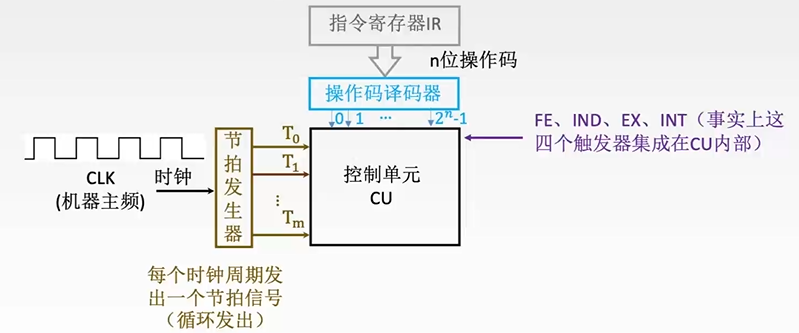 指令寄存器IR
n位操作码
操作码译码器
0 1 … 2ⁿ-1
FE、IND、EX、INT（事实上这
四个触发器集成在CU内部）
节拍发生器
T₀
T₁
⋮
Tₘ
控制单元
CU
CLK
(机器主频)
时钟
每个时钟周期发
出一个节拍信号
（循环发出）